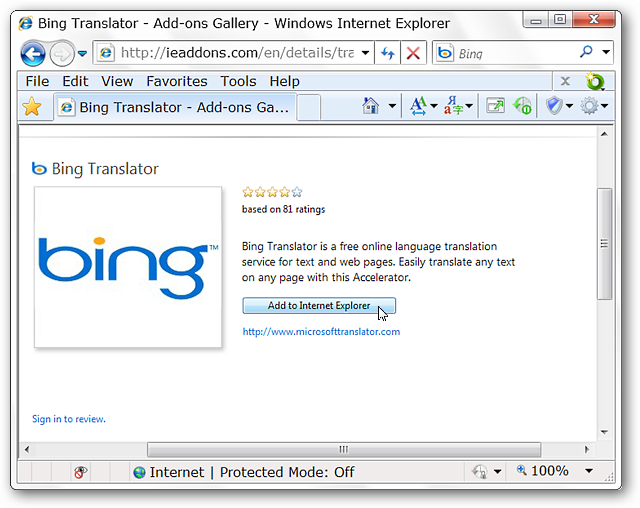 Bing Translator - Add-ons Gallery - Windows Internet Explorer
http://ieaddons.com/en/details/tra
Bing
File Edit View Favorites Tools Help
x
Bing Translator - Add-ons Ga...
Bing Translator
bing™
based on 81 ratings
Bing Translator is a free online language translation
service for text and web pages. Easily translate any text
on any page with this Accelerator.
Add to Internet Explorer
http://www.microsofttranslator.com
Sign in to review.
Internet | Protected Mode: Off
100%